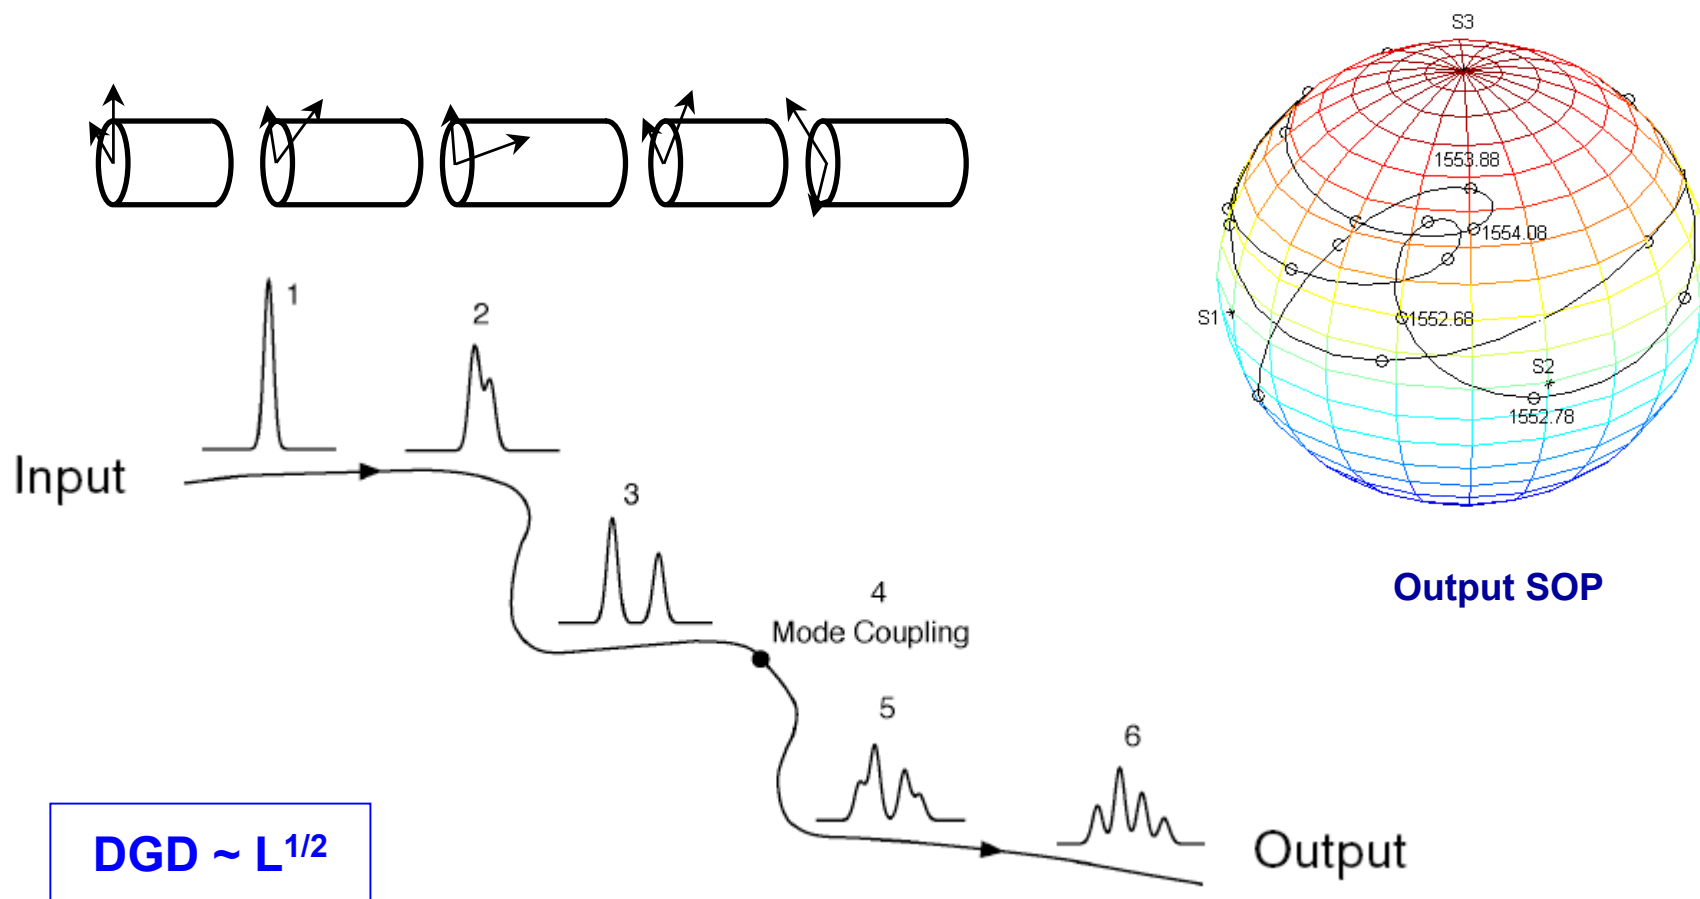 S3
1553.88
1554.08
1552.68
S1
S2
1552.78
Output SOP
1
2
Input
3
4
Mode Coupling
5
6
Output
DGD ~ L1/2